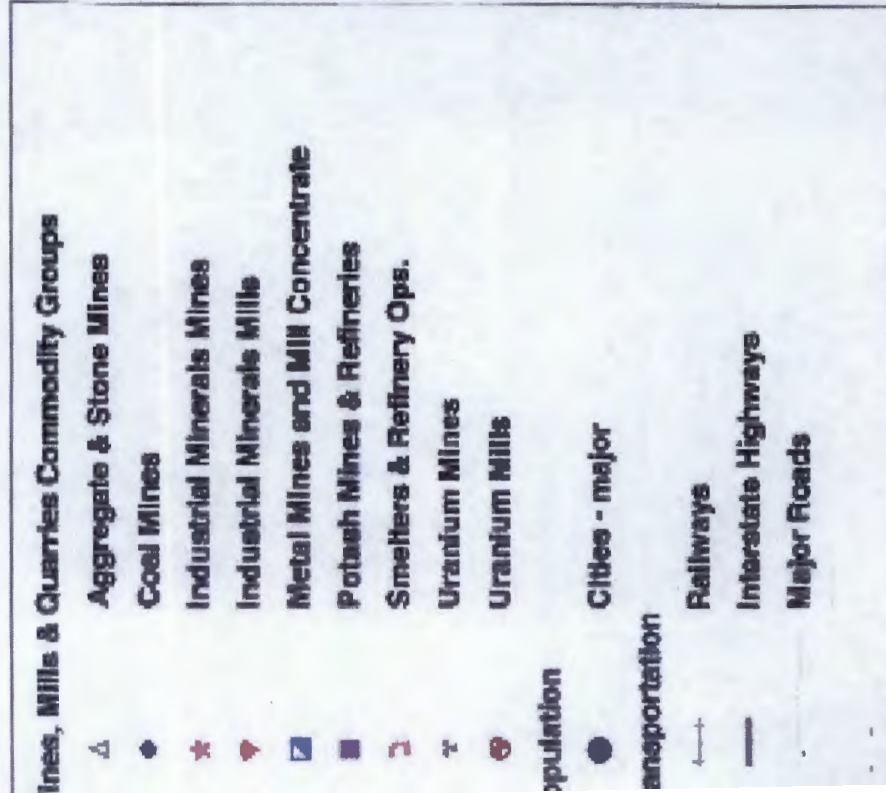 ines, Mills & Quarries Commodity Groups
Aggregate & Stone Mines
Coal Mines
Industrial Minerals Mines
Industrial Minerals Mills
Metal Mines and Mill Concentrate
Potash Mines & Refineries
Smelters & Refinery Ops.
Uranium Mines
Uranium Mills
opulation
Cities - major
ansportation
Railways
Interstate Highways
Major Roads